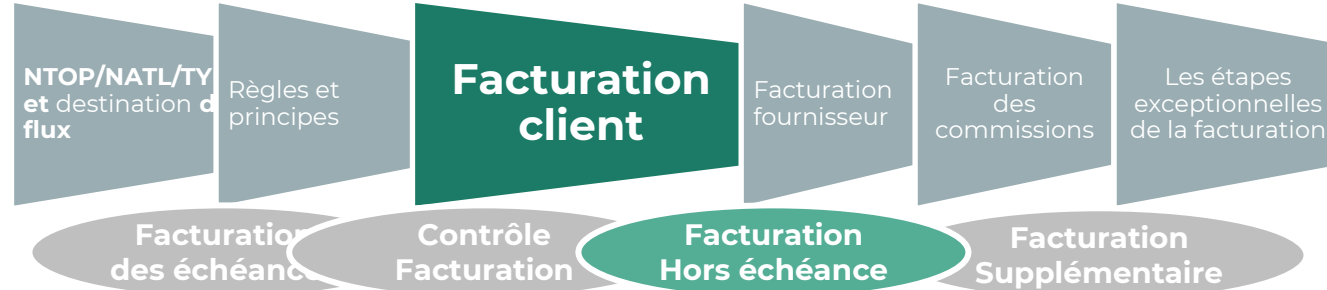 NTOP/NATL/TY
et destination d
flux
Règles et
principes
Facturation
client
Facturation
fournisseur
Facturation
des
commissions
Les étapes
exceptionnelles
de la facturation
Facturation
des échéanc
Contrôle
Facturation
Facturation
Hors échéance
Facturation
Supplémentaire